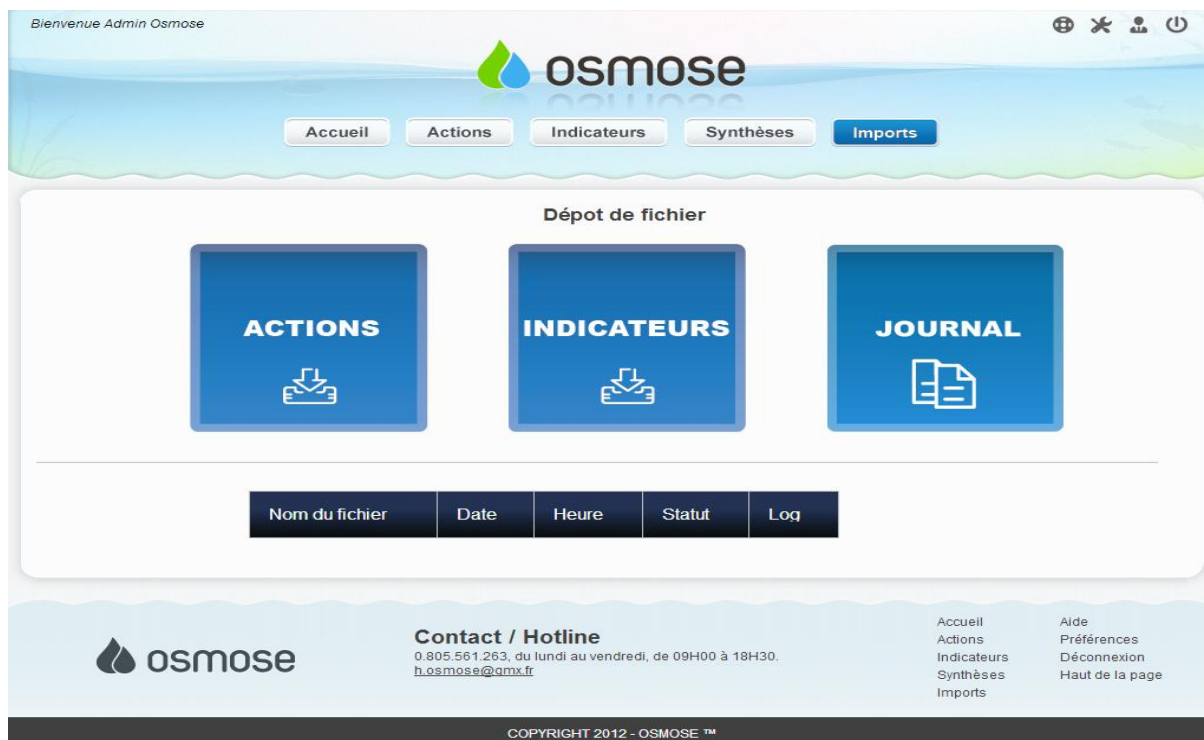 Bienvenue Admin Osmose
osmose
Accueil
Actions
Indicateurs
Synthèses
Imports
Dépot de fichier
ACTIONS
INDICATEURS
JOURNAL
Nom du fichier
Date
Heure
Statut
Log
osmose
Contact / Hotline
0.805.561.263, du lundi au vendredi, de 09H00 à 18H30.
h.osmose@gmx.fr
Accueil
Actions
Indicateurs
Synthèses
Imports
Aide
Préférences
Déconnexion
Haut de la page
COPYRIGHT 2012 - OSMOSE ™